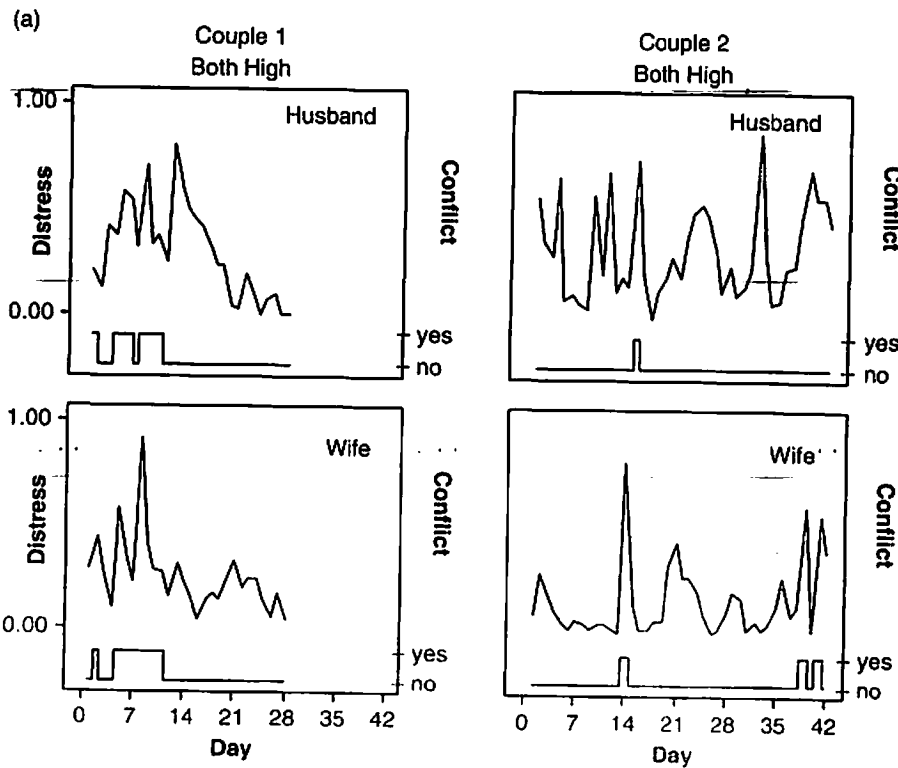 (a)
Couple 1
Both High
Couple 2
Both High
1.00
Distress
0.00
Husband
Conflict
yes
no
Husband
Conflict
yes
no
1.00
Distress
0.00
Wife
Conflict
yes
no
Wife
Conflict
yes
no
0 7 14 21 28 35 42
Day
0 7 14 21 28 35 42
Day